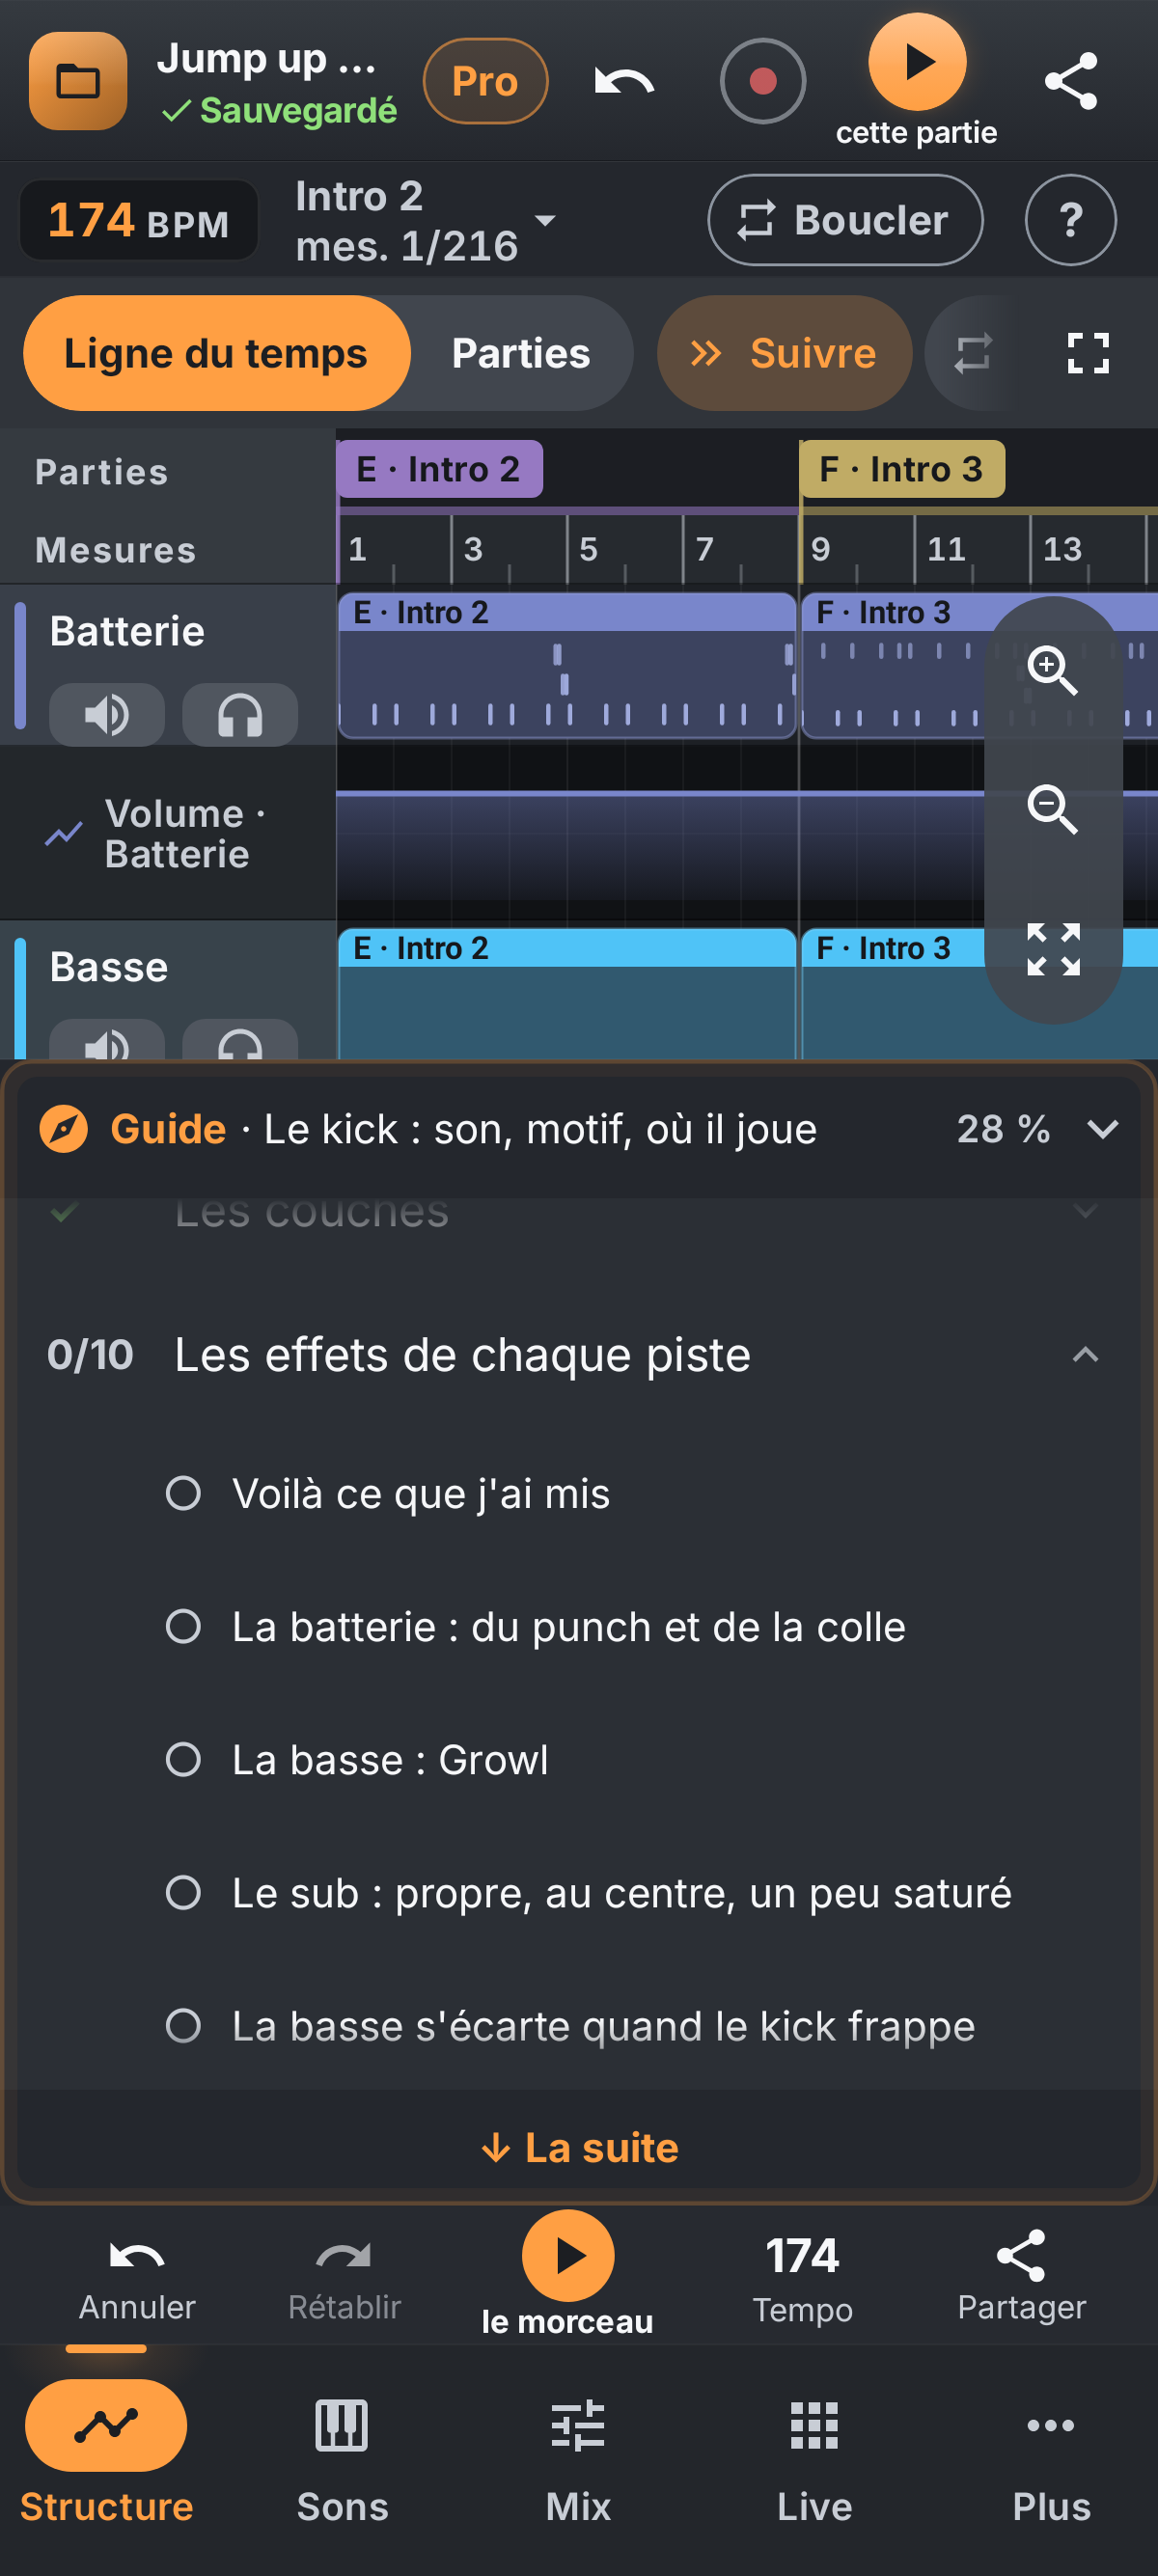 Jump up ...
Sauvegardé
Pro
cette partie
174 BPM
Intro 2
mes. 1/216
Boucler
?
Ligne du temps
Parties
Suivre
Parties
E · Intro 2
F · Intro 3
Mesures
1 3 5 7 9 11 13
Batterie
E · Intro 2
F · Intro 3
Volume ·
Batterie
Basse
E · Intro 2
F · Intro 3
Guide · Le kick : son, motif, où il joue
28 %
Les couches
0/10 Les effets de chaque piste
Voilà ce que j'ai mis
La batterie : du punch et de la colle
La basse : Growl
Le sub : propre, au centre, un peu saturé
La basse s'écarte quand le kick frappe
La suite
Annuler
Rétablir
le morceau
174
Tempo
Partager
Structure
Sons
Mix
Live
Plus